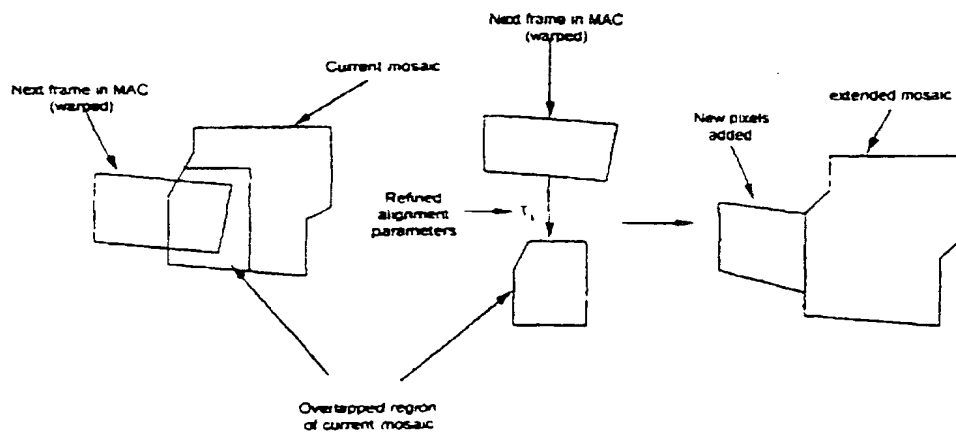 Next frame in MAC
(warped)
Current mosaic
Next frame in MAC
(warped)
extended mosaic
New pixels
added
Refined
alignment
parameters
Overlapped region
of current mosaic